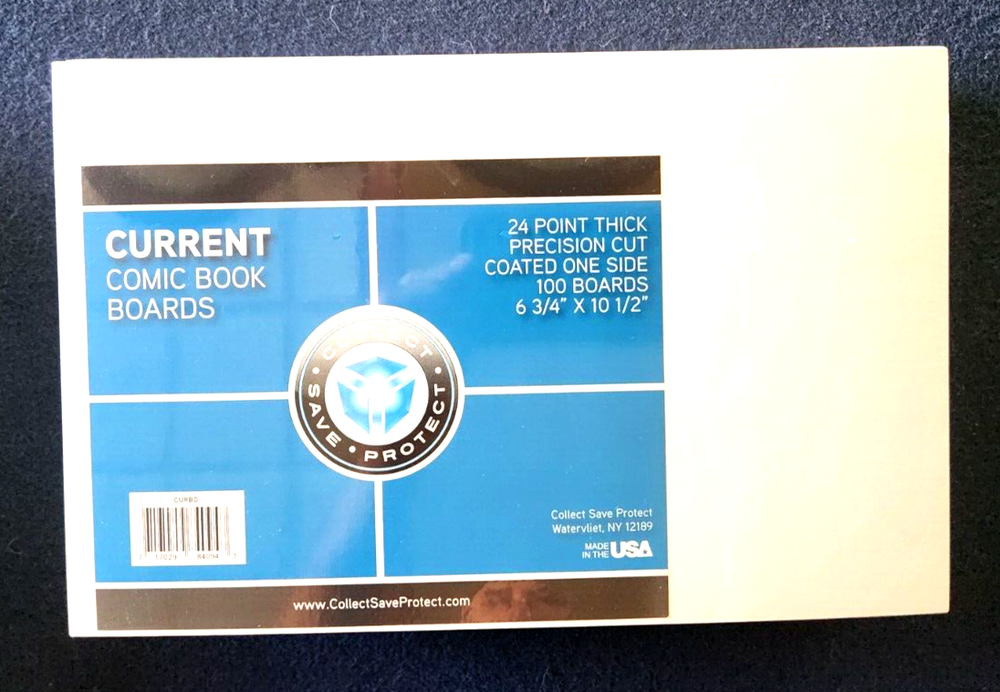 CURRENT
COMIC BOOK
BOARDS
24 POINT THICK
PRECISION CUT
COATED ONE SIDE
100 BOARDS
6 3/4” X 10 1/2”
COLLECT • SAVE • PROTECT •
CURBD
Collect Save Protect
Watervliet, NY 12189
MADE
IN THE USA
www.CollectSaveProtect.com